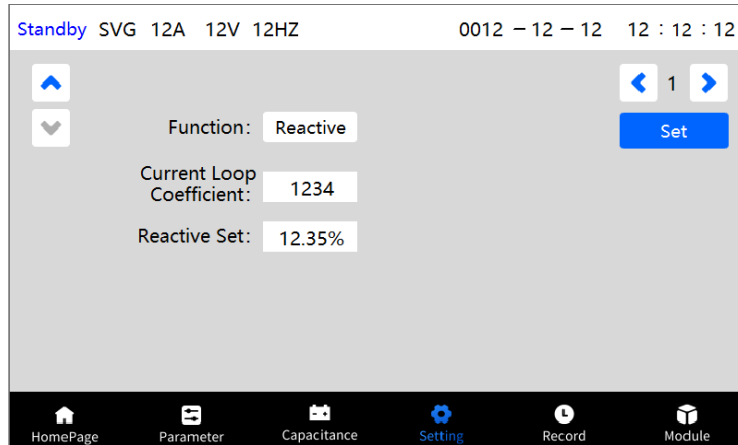 Standby SVG 12A 12V 12HZ 0012 － 12 － 12 12 : 12 : 12
1
Function: Reactive
Set
Current Loop
Coefficient: 1234
Reactive Set: 12.35%
HomePage Parameter Capacitance Setting Record Module